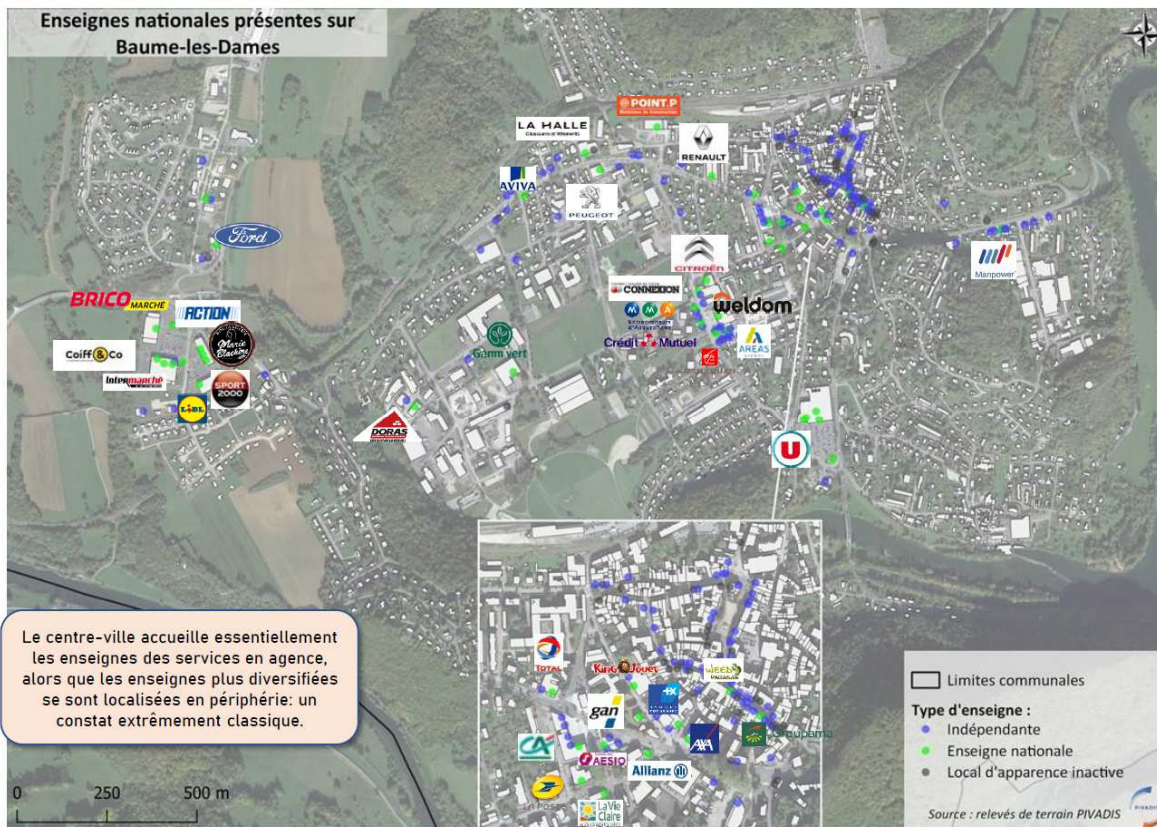 Enseignes nationales présentes sur
Baume-les-Dames
POINT.P
LA HALLE
RENAULT
AVIVA
PEUGEOT
Ford
CITROËN
Manpower
CONNEXION
weldom
BRICO MARCHÉ
ACTION
Marie Blachère
Entrepreneurs d'Assurances
Crédit Mutuel
AREAS
Gamm vert
Coiff&Co
Intermarché
SPORT 2000
LIDL
DORAS
U
TOTAL
King Jouet
gan
AXA
Groupama
CA
AESIO
Allianz
LA POSTE
La Vie Claire
Le centre-ville accueille essentiellement
les enseignes des services en agence,
alors que les enseignes plus diversifiées
se sont localisées en périphérie: un
constat extrêmement classique.
0 250 500 m
Limites communales
Type d'enseigne :
Indépendante
Enseigne nationale
Local d'apparence inactive
Source : relevés de terrain PIVADIS
PIVADIS